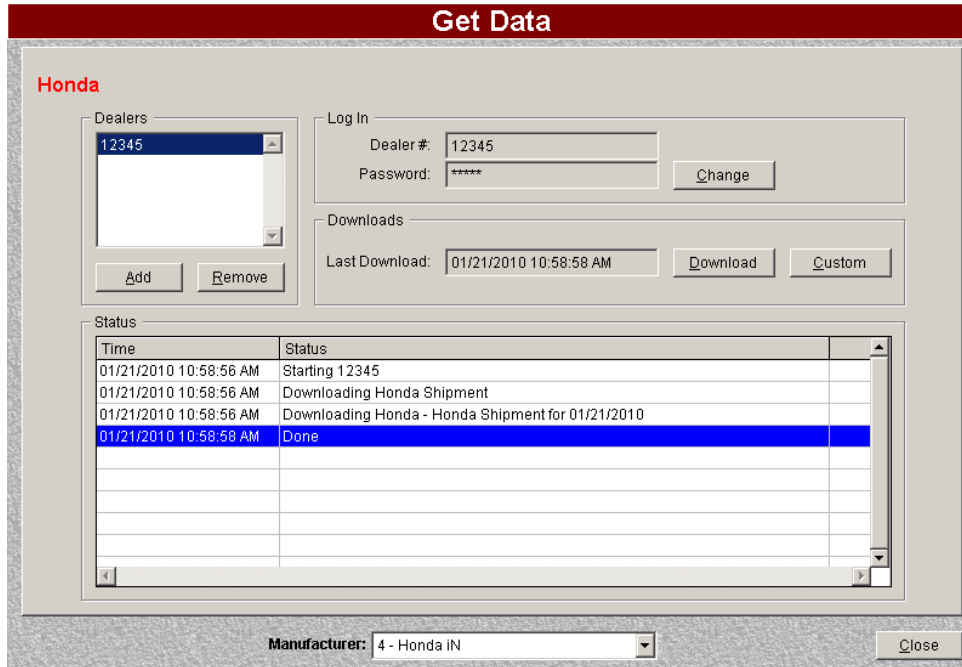 Get Data
Honda
Dealers
12345
Add Remove
Log In
Dealer #: 12345
Password: *****
Change
Downloads
Last Download: 01/21/2010 10:58:58 AM Download Custom
Status
Time Status
01/21/2010 10:58:56 AM Starting 12345
01/21/2010 10:58:56 AM Downloading Honda Shipment
01/21/2010 10:58:56 AM Downloading Honda - Honda Shipment for 01/21/2010
01/21/2010 10:58:58 AM Done
Manufacturer: 4 - Honda iN Close